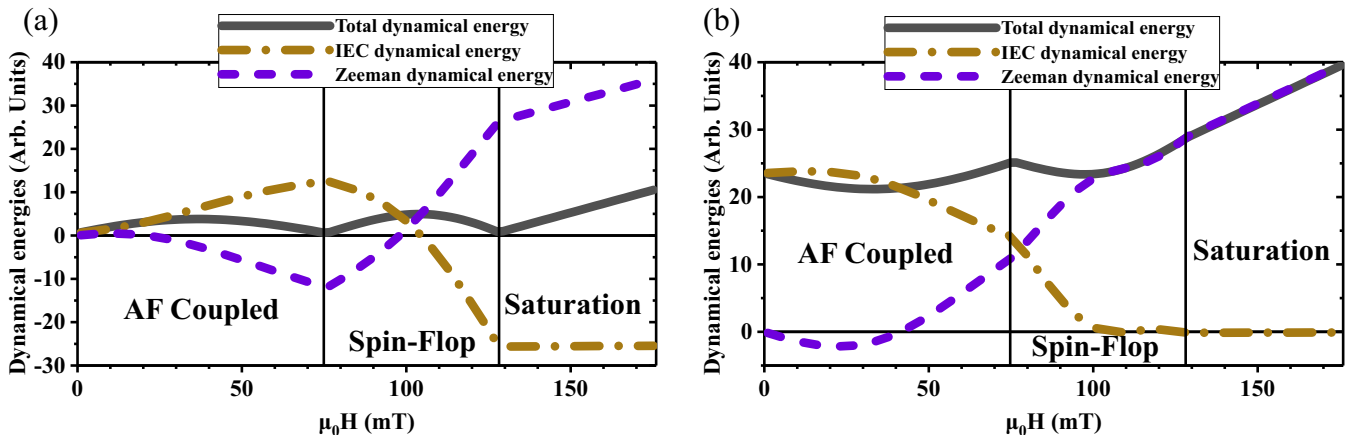 (a)
Total dynamical energy
IEC dynamical energy
Zeeman dynamical energy
Dynamical energies (Arb. Units)
40
30
20
10
0
-10
-20
-30
AF Coupled
Spin-Flop
Saturation
0
50
100
150
μ0H (mT)
(b)
Total dynamical energy
IEC dynamical energy
Zeeman dynamical energy
Dynamical energies (Arb. Units)
40
30
20
10
0
-5
AF Coupled
Spin-Flop
Saturation
0
50
100
150
μ0H (mT)